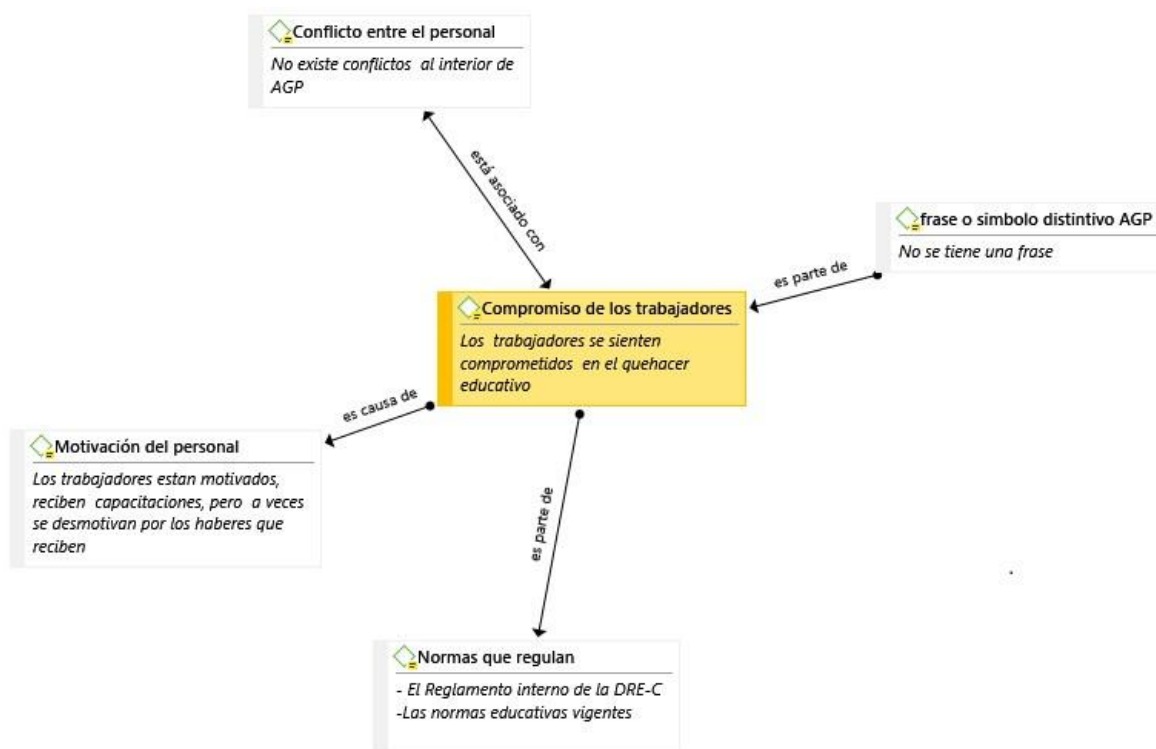 Conflicto entre el personal
No existe conflictos al interior de
AGP
está asociado con
frase o simbolo distintivo AGP
No se tiene una frase
es parte de
Compromiso de los trabajadores
Los trabajadores se sienten
comprometidos en el quehacer
educativo
es causa de
Motivación del personal
Los trabajadores estan motivados,
reciben capacitaciones, pero a veces
se desmotivan por los haberes que
reciben
es parte de
Normas que regulan
- El Reglamento interno de la DRE-C
-Las normas educativas vigentes